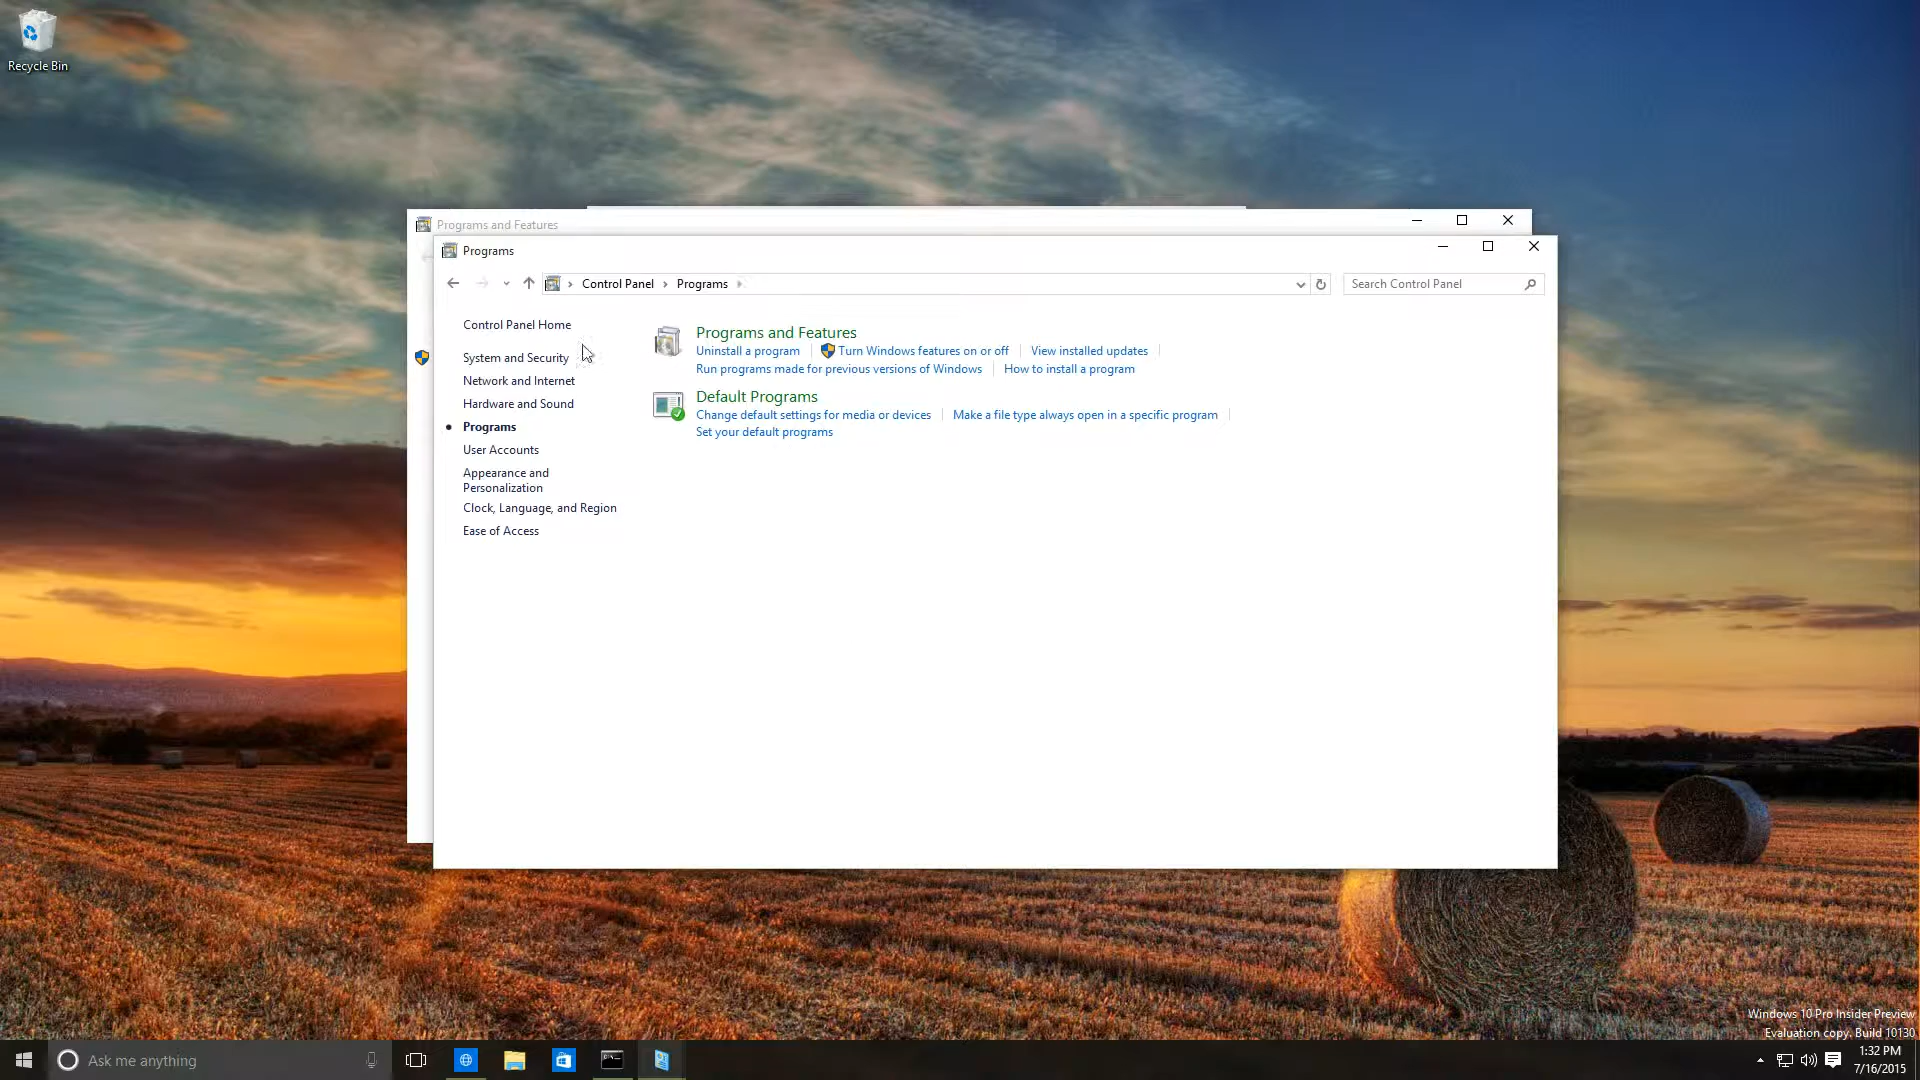 Recycle Bin
Programs and Features
Programs
Control Panel
Programs
Search Control Panel
Control Panel Home
System and Security
Network and Internet
Hardware and Sound
Programs
User Accounts
Appearance and
Personalization
Clock, Language, and Region
Ease of Access
Programs and Features
Uninstall a program
Turn Windows features on or off
View installed updates
Run programs made for previous versions of Windows
How to install a program
Default Programs
Change default settings for media or devices
Make a file type always open in a specific program
Set your default programs
Windows 10 Pro Insider Preview
Evaluation copy. Build 10130
Ask me anything
1:32 PM
7/16/2015